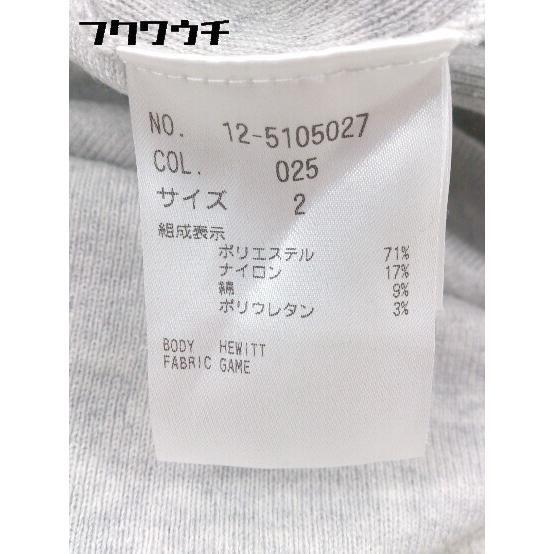 フクワウチ
NO. 12-5105027
COL. 025
サイズ 2
組成表示
ポリエステル 71%
ナイロン 17%
綿 9%
ポリウレタン 3%
BODY HEWITT
FABRIC GAME